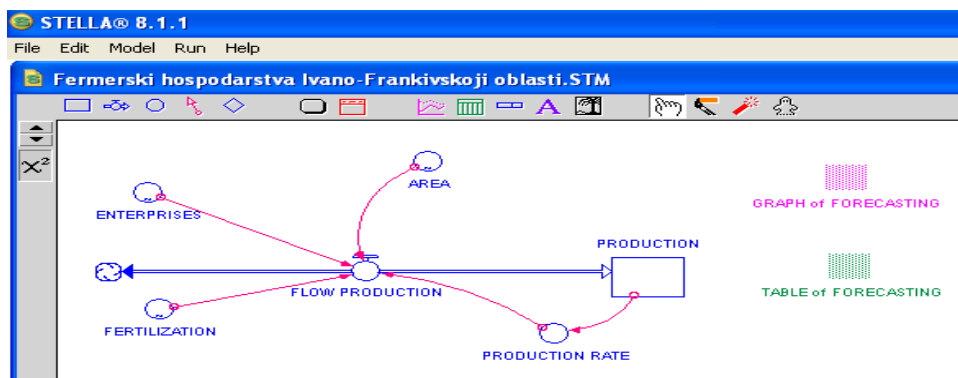 STELLA® 8.1.1
File Edit Model Run Help
Fermerski hospodarstva Ivano-Frankivskoji oblasti.STM
A
X²
AREA
ENTERPRISES
GRAPH of FORECASTING
PRODUCTION
FLOW PRODUCTION
TABLE of FORECASTING
FERTILIZATION
PRODUCTION RATE